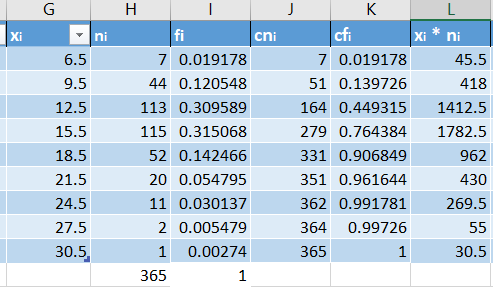 G H I J K L
xi ni fi cni cfi xi * ni
6.5 7 0.019178 7 0.019178 45.5
9.5 44 0.120548 51 0.139726 418
12.5 113 0.309589 164 0.449315 1412.5
15.5 115 0.315068 279 0.764384 1782.5
18.5 52 0.142466 331 0.906849 962
21.5 20 0.054795 351 0.961644 430
24.5 11 0.030137 362 0.991781 269.5
27.5 2 0.005479 364 0.99726 55
30.5 1 0.00274 365 1 30.5
365 1